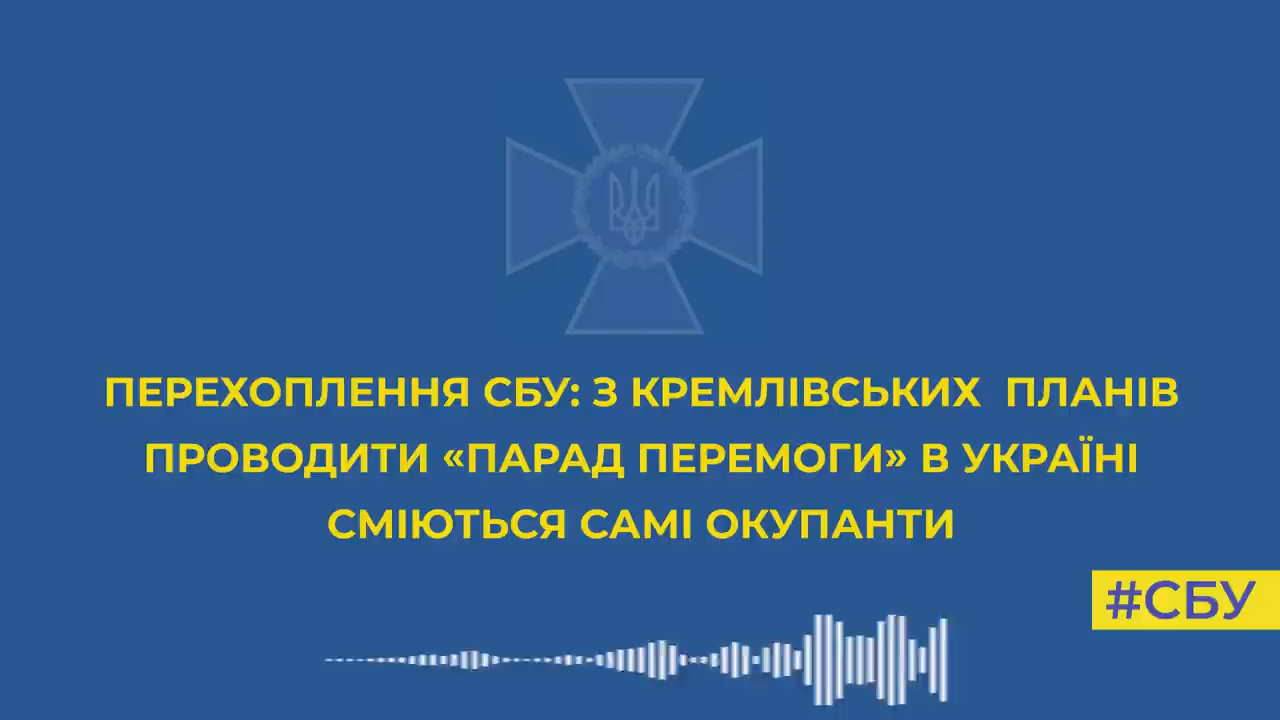 ПЕРЕХОПЛЕННЯ СБУ: З КРЕМЛІВСЬКИХ ПЛАНІВ
ПРОВОДИТИ «ПАРАД ПЕРЕМОГИ» В УКРАЇНІ
СМІЮТЬСЯ САМІ ОКУПАНТИ
#СБУ